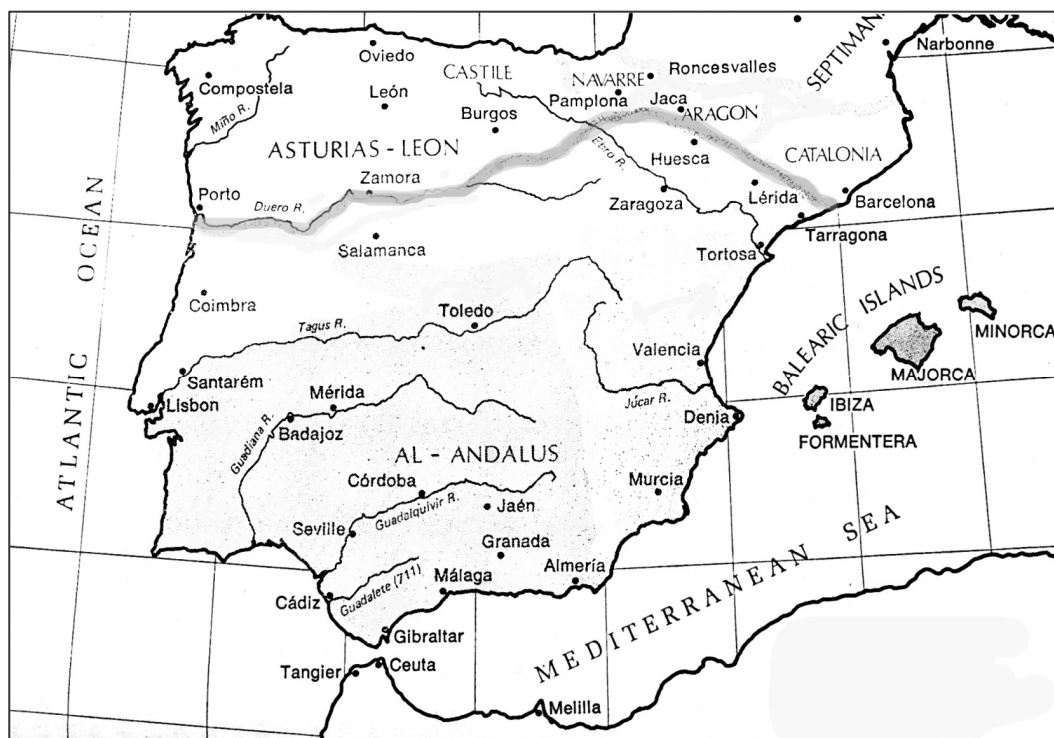 Oviedo
Compostela
León
Miño R.
CASTILE
Burgos
NAVARRE
Pamplona
Roncesvalles
Jaca
ARAGON
Huesca
SEPTIMAN
Narbonne
ASTURIAS - LEON
Ebro R.
CATALONIA
Porto
Duero R.
Zamora
Zaragoza
Lérida
Barcelona
Tarragona
Salamanca
Tortosa
Coimbra
Toledo
Tagus R.
ATLANTIC OCEAN
BALEARIC ISLANDS
MINORCA
MAJORCA
IBIZA
FORMENTERA
Valencia
Júcar R.
Denia
Santarém
Lisbon
Mérida
Badajoz
Guadiana R.
AL - ANDALUS
Córdoba
Guadalquivir R.
Jaén
Murcia
Seville
Granada
Almería
Málaga
Cádiz
Guadalete (711)
Gibraltar
Tangier
Ceuta
Melilla
MEDITERRANEAN SEA